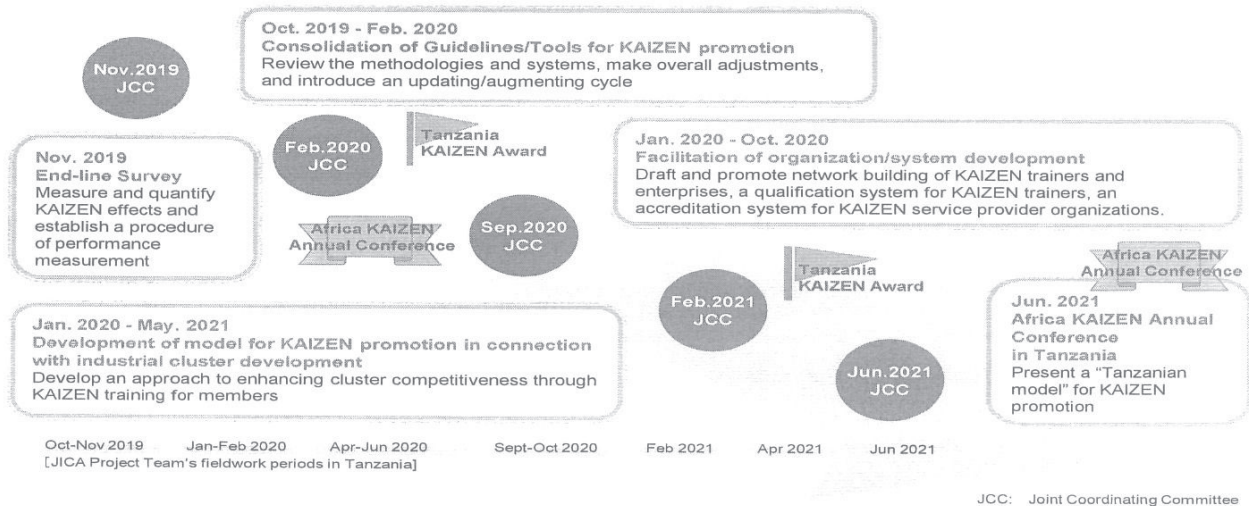 Oct. 2019 - Feb. 2020
Consolidation of Guidelines/Tools for KAIZEN promotion
Review the methodologies and systems, make overall adjustments,
and introduce an updating/augmenting cycle
Nov.2019
JCC
Feb.2020
JCC
Tanzania
KAIZEN Award
Nov. 2019
End-line Survey
Measure and quantify
KAIZEN effects and
establish a procedure
of performance
measurement
Jan. 2020 - Oct. 2020
Facilitation of organization/system development
Draft and promote network building of KAIZEN trainers and
enterprises, a qualification system for KAIZEN trainers, an
accreditation system for KAIZEN service provider organizations.
Africa KAIZEN
Annual Conference
Sep.2020
JCC
Feb.2021
JCC
Tanzania
KAIZEN Award
Africa KAIZEN
Annual Conference
Jan. 2020 - May. 2021
Development of model for KAIZEN promotion in connection
with industrial cluster development
Develop an approach to enhancing cluster competitiveness through
KAIZEN training for members
Jun.2021
JCC
Jun. 2021
Africa KAIZEN Annual
Conference
in Tanzania
Present a “Tanzanian
model” for KAIZEN
promotion
Oct-Nov 2019 Jan-Feb 2020 Apr-Jun 2020 Sept-Oct 2020 Feb 2021 Apr 2021 Jun 2021
[JICA Project Team's fieldwork periods in Tanzania]
JCC: Joint Coordinating Committee